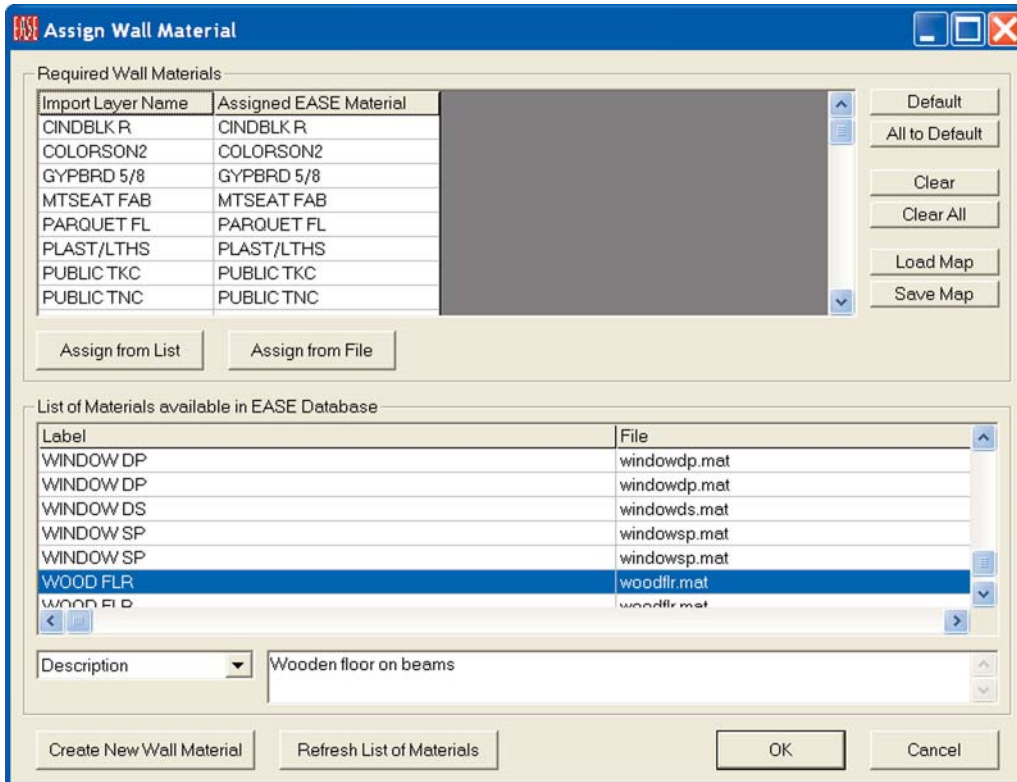 EASE Assign Wall Material
Required Wall Materials
Import Layer Name Assigned EASE Material
CINDBLK R CINDBLK R
COLORSON2 COLORSON2
GYPBRD 5/8 GYPBRD 5/8
MTSEAT FAB MTSEAT FAB
PARQUET FL PARQUET FL
PLAST/LTHS PLAST/LTHS
PUBLIC TKC PUBLIC TKC
PUBLIC TNC PUBLIC TNC
Default
All to Default
Clear
Clear All
Load Map
Save Map
Assign from List Assign from File
List of Materials available in EASE Database
Label File
WINDOW DP windowdp.mat
WINDOW DP windowdp.mat
WINDOW DS windowds.mat
WINDOW SP windowsp.mat
WINDOW SP windowsp.mat
WOOD FLR woodflr.mat
WOOD FLR woodflr.mat
Description Wooden floor on beams
Create New Wall Material Refresh List of Materials OK Cancel